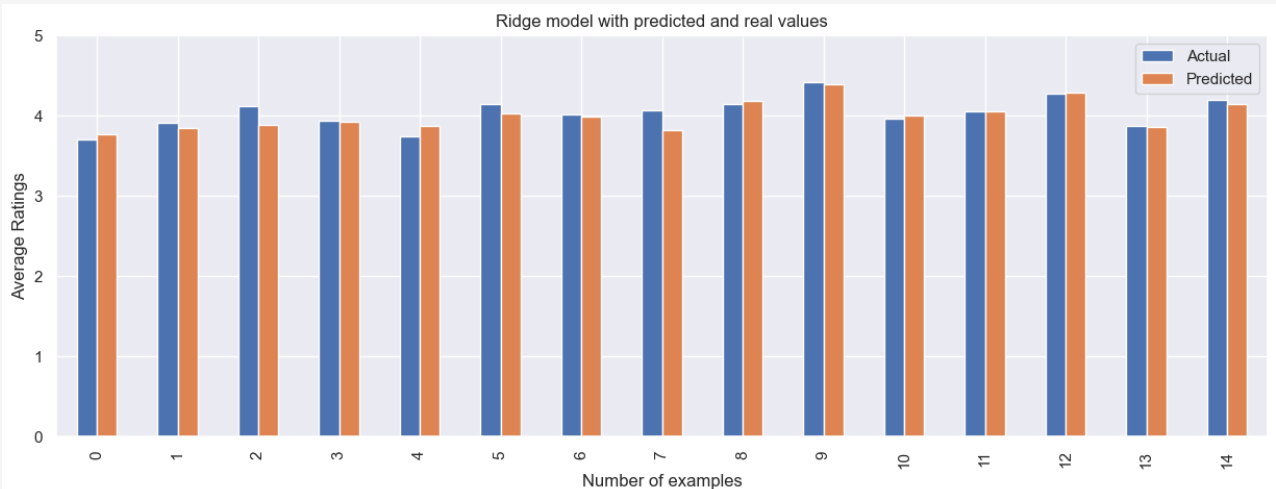 Ridge model with predicted and real values
Actual
Predicted
Average Ratings
5
4
3
2
1
0
0 1 2 3 4 5 6 7 8 9 10 11 12 13 14
Number of examples